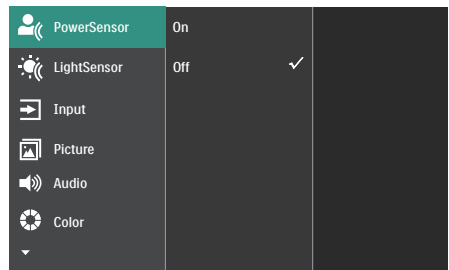 PowerSensor
On
LightSensor
Off
Input
Picture
Audio
Color